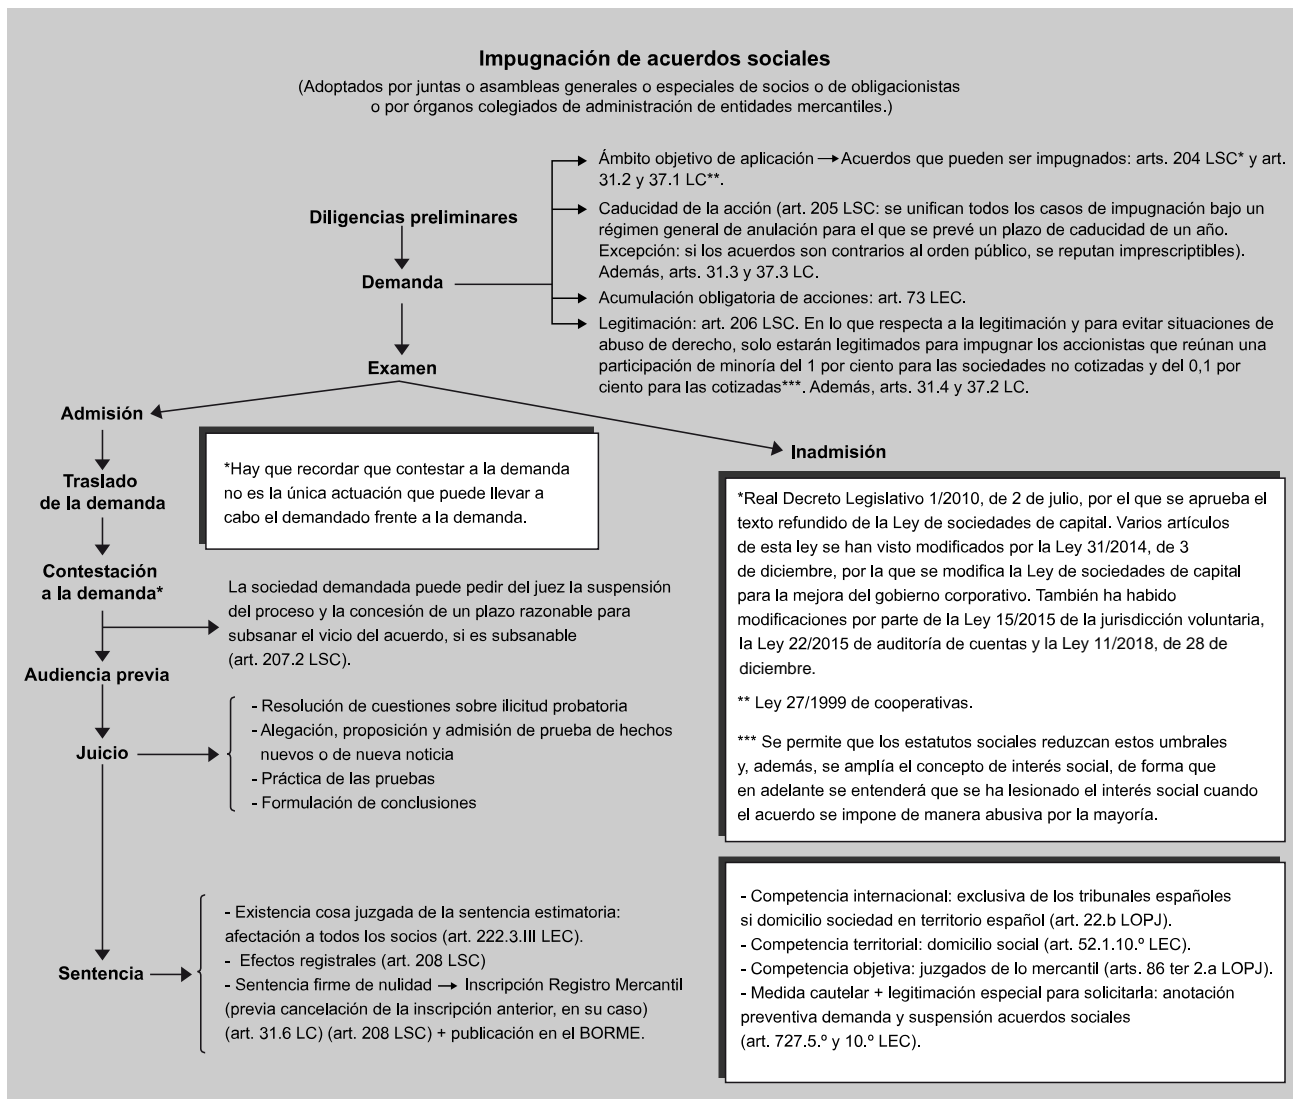 Impugnación de acuerdos sociales
(Adoptados por juntas o asambleas generales o especiales de socios o de obligacionistas
o por órganos colegiados de administración de entidades mercantiles.)
Ámbito objetivo de aplicación → Acuerdos que pueden ser impugnados: arts. 204 LSC* y art.
31.2 y 37.1 LC**.
Diligencias preliminares
Caducidad de la acción (art. 205 LSC: se unifican todos los casos de impugnación bajo un
régimen general de anulación para el que se prevé un plazo de caducidad de un año.
Excepción: si los acuerdos son contrarios al orden público, se reputan imprescriptibles).
Además, arts. 31.3 y 37.3 LC.
Demanda
Acumulación obligatoria de acciones: art. 73 LEC.
Legitimación: art. 206 LSC. En lo que respecta a la legitimación y para evitar situaciones de
abuso de derecho, solo estarán legitimados para impugnar los accionistas que reúnan una
participación de minoría del 1 por ciento para las sociedades no cotizadas y del 0,1 por
ciento para las cotizadas***. Además, arts. 31.4 y 37.2 LC.
Examen
Admisión
Inadmisión
*Hay que recordar que contestar a la demanda
no es la única actuación que puede llevar a
cabo el demandado frente a la demanda.
Traslado
de la demanda
Contestación
a la demanda*
La sociedad demandada puede pedir del juez la suspensión
del proceso y la concesión de un plazo razonable para
subsanar el vicio del acuerdo, si es subsanable
(art. 207.2 LSC).
Audiencia previa
Juicio
- Resolución de cuestiones sobre ilicitud probatoria
- Alegación, proposición y admisión de prueba de hechos
nuevos o de nueva noticia
- Práctica de las pruebas
- Formulación de conclusiones
Sentencia
- Existencia cosa juzgada de la sentencia estimatoria:
afectación a todos los socios (art. 222.3.III LEC).
- Efectos registrales (art. 208 LSC)
- Sentencia firme de nulidad → Inscripción Registro Mercantil
(previa cancelación de la inscripción anterior, en su caso)
(art. 31.6 LC) (art. 208 LSC) + publicación en el BORME.
*Real Decreto Legislativo 1/2010, de 2 de julio, por el que se aprueba el
texto refundido de la Ley de sociedades de capital. Varios artículos
de esta ley se han visto modificados por la Ley 31/2014, de 3
de diciembre, por la que se modifica la Ley de sociedades de capital
para la mejora del gobierno corporativo. También ha habido
modificaciones por parte de la Ley 15/2015 de la jurisdicción voluntaria,
la Ley 22/2015 de auditoría de cuentas y la Ley 11/2018, de 28 de
diciembre.
** Ley 27/1999 de cooperativas.
*** Se permite que los estatutos sociales reduzcan estos umbrales
y, además, se amplía el concepto de interés social, de forma que
en adelante se entenderá que se ha lesionado el interés social cuando
el acuerdo se impone de manera abusiva por la mayoría.
- Competencia internacional: exclusiva de los tribunales españoles
si domicilio sociedad en territorio español (art. 22.b LOPJ).
- Competencia territorial: domicilio social (art. 52.1.10.º LEC).
- Competencia objetiva: juzgados de lo mercantil (arts. 86 ter 2.a LOPJ).
- Medida cautelar + legitimación especial para solicitarla: anotación
preventiva demanda y suspensión acuerdos sociales
(art. 727.5.º y 10.º LEC).